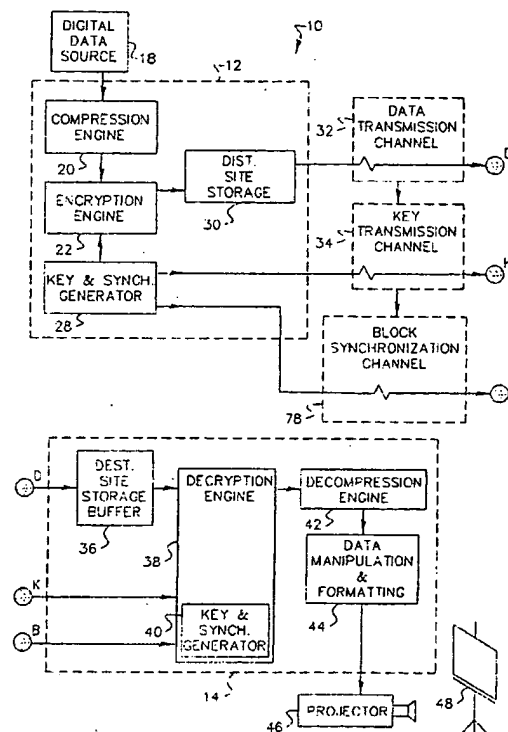 10
DIGITAL
DATA
SOURCE
18
12
COMPRESSION
ENGINE
20
ENCRYPTION
ENGINE
22
KEY & SYNCH.
GENERATOR
28
DIST.
SITE
STORAGE
30
32
DATA
TRANSMISSION
CHANNEL
34
KEY
TRANSMISSION
CHANNEL
BLOCK
SYNCHRONIZATION
CHANNEL
78
D
DEST.
SITE
STORAGE
BUFFER
36
DECRYPTION
ENGINE
38
K
40
KEY &
SYNCH.
GENERATOR
B
DECOMPRESSION
ENGINE
42
DATA
MANIPULATION
&
FORMATTING
44
14
46
PROJECTOR
48